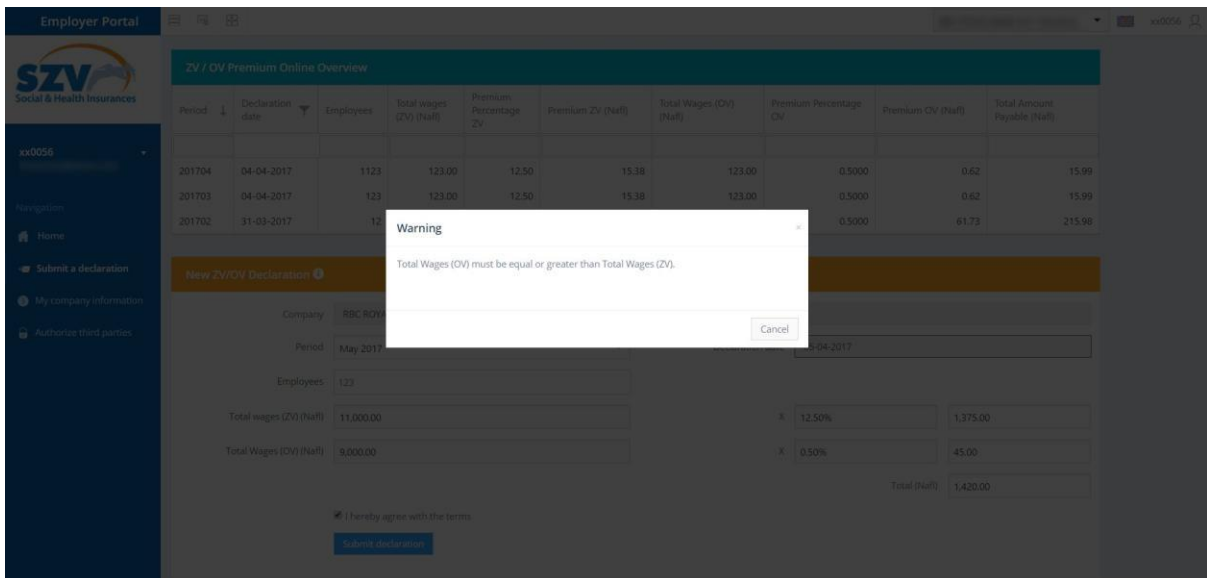 Employer Portal
xx0056
SZV
Social & Health Insurances
xx0056
Navigation
Home
Submit a declaration
My company information
Authorize third parties
ZV / OV Premium Online Overview
Period Declaration date Employees Total wages (ZV) (Nafl) Premium Percentage ZV Premium ZV (Nafl) Total Wages (OV) (Nafl) Premium Percentage OV Premium OV (Nafl) Total Amount Payable (Nafl)
201704 04-04-2017 1123 123.00 12.50 15.38 123.00 0.5000 0.62 15.99
201703 04-04-2017 123 123.00 12.50 15.38 123.00 0.5000 0.62 15.99
201702 31-03-2017 12 0.5000 61.73 215.98
Warning
Total Wages (OV) must be equal or greater than Total Wages (ZV).
Cancel
New ZV/OV Declaration
Company RBC
Period May 2017 06-04-2017
Employees 123
Total wages (ZV) (Nafl) 11,000.00 X 12.50% 1,375.00
Total Wages (OV) (Nafl) 9,000.00 X 0.50% 45.00
Total (Nafl) 1,420.00
I hereby agree with the terms
Submit declaration